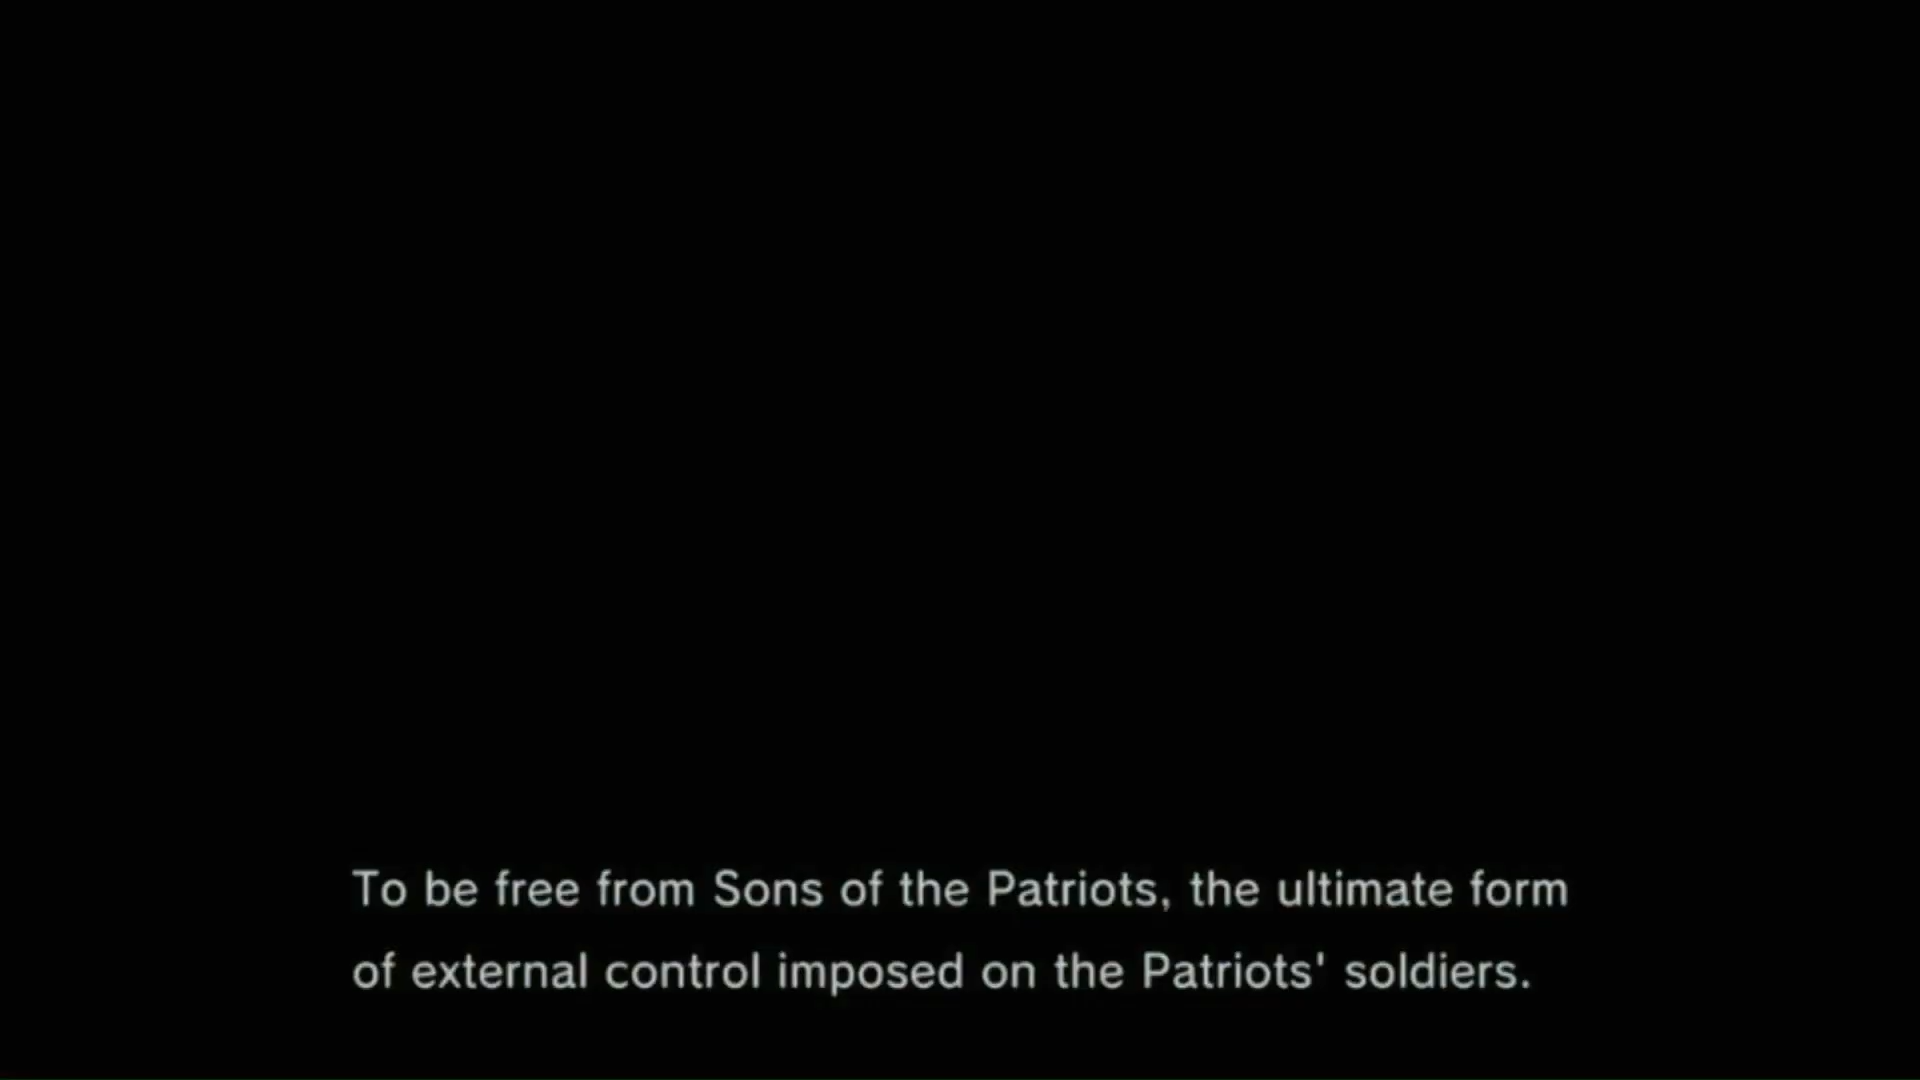 To be free from Sons of the Patriots, the ultimate form
of external control imposed on the Patriots' soldiers.